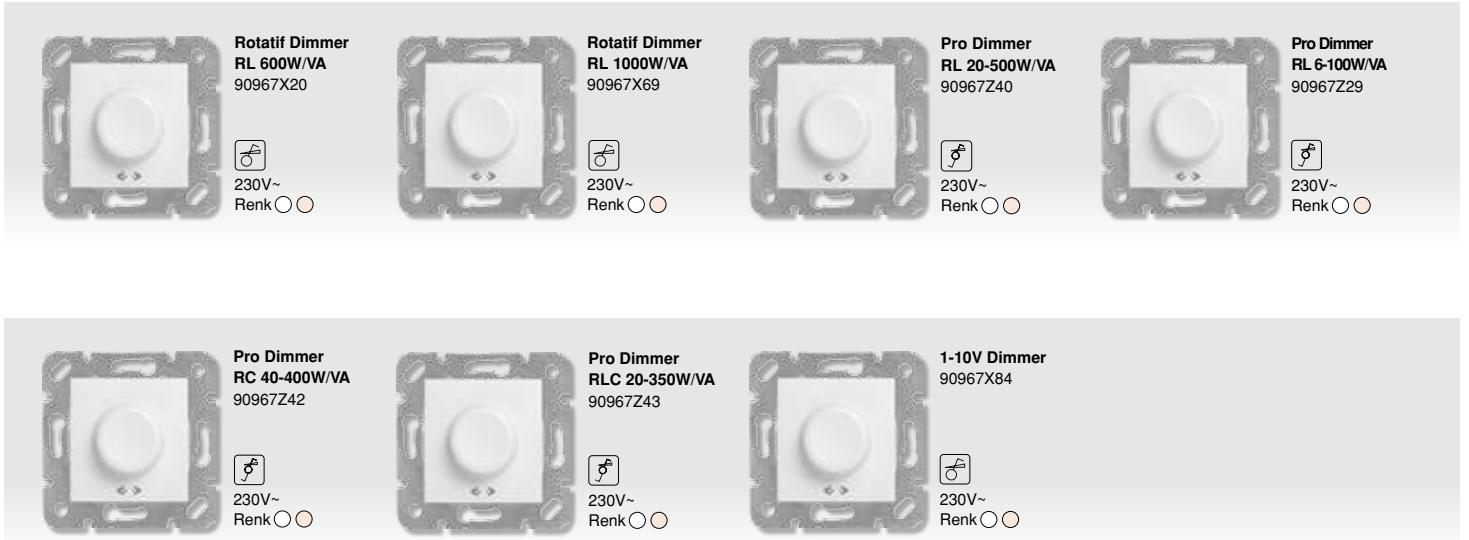 Rotatif Dimmer
RL 600W/VA
90967X20
230V~
Renk
Rotatif Dimmer
RL 1000W/VA
90967X69
230V~
Renk
Pro Dimmer
RL 20-500W/VA
90967Z40
230V~
Renk
Pro Dimmer
RL 6-100W/VA
90967Z29
230V~
Renk
Pro Dimmer
RC 40-400W/VA
90967Z42
230V~
Renk
Pro Dimmer
RLC 20-350W/VA
90967Z43
230V~
Renk
1-10V Dimmer
90967X84
230V~
Renk